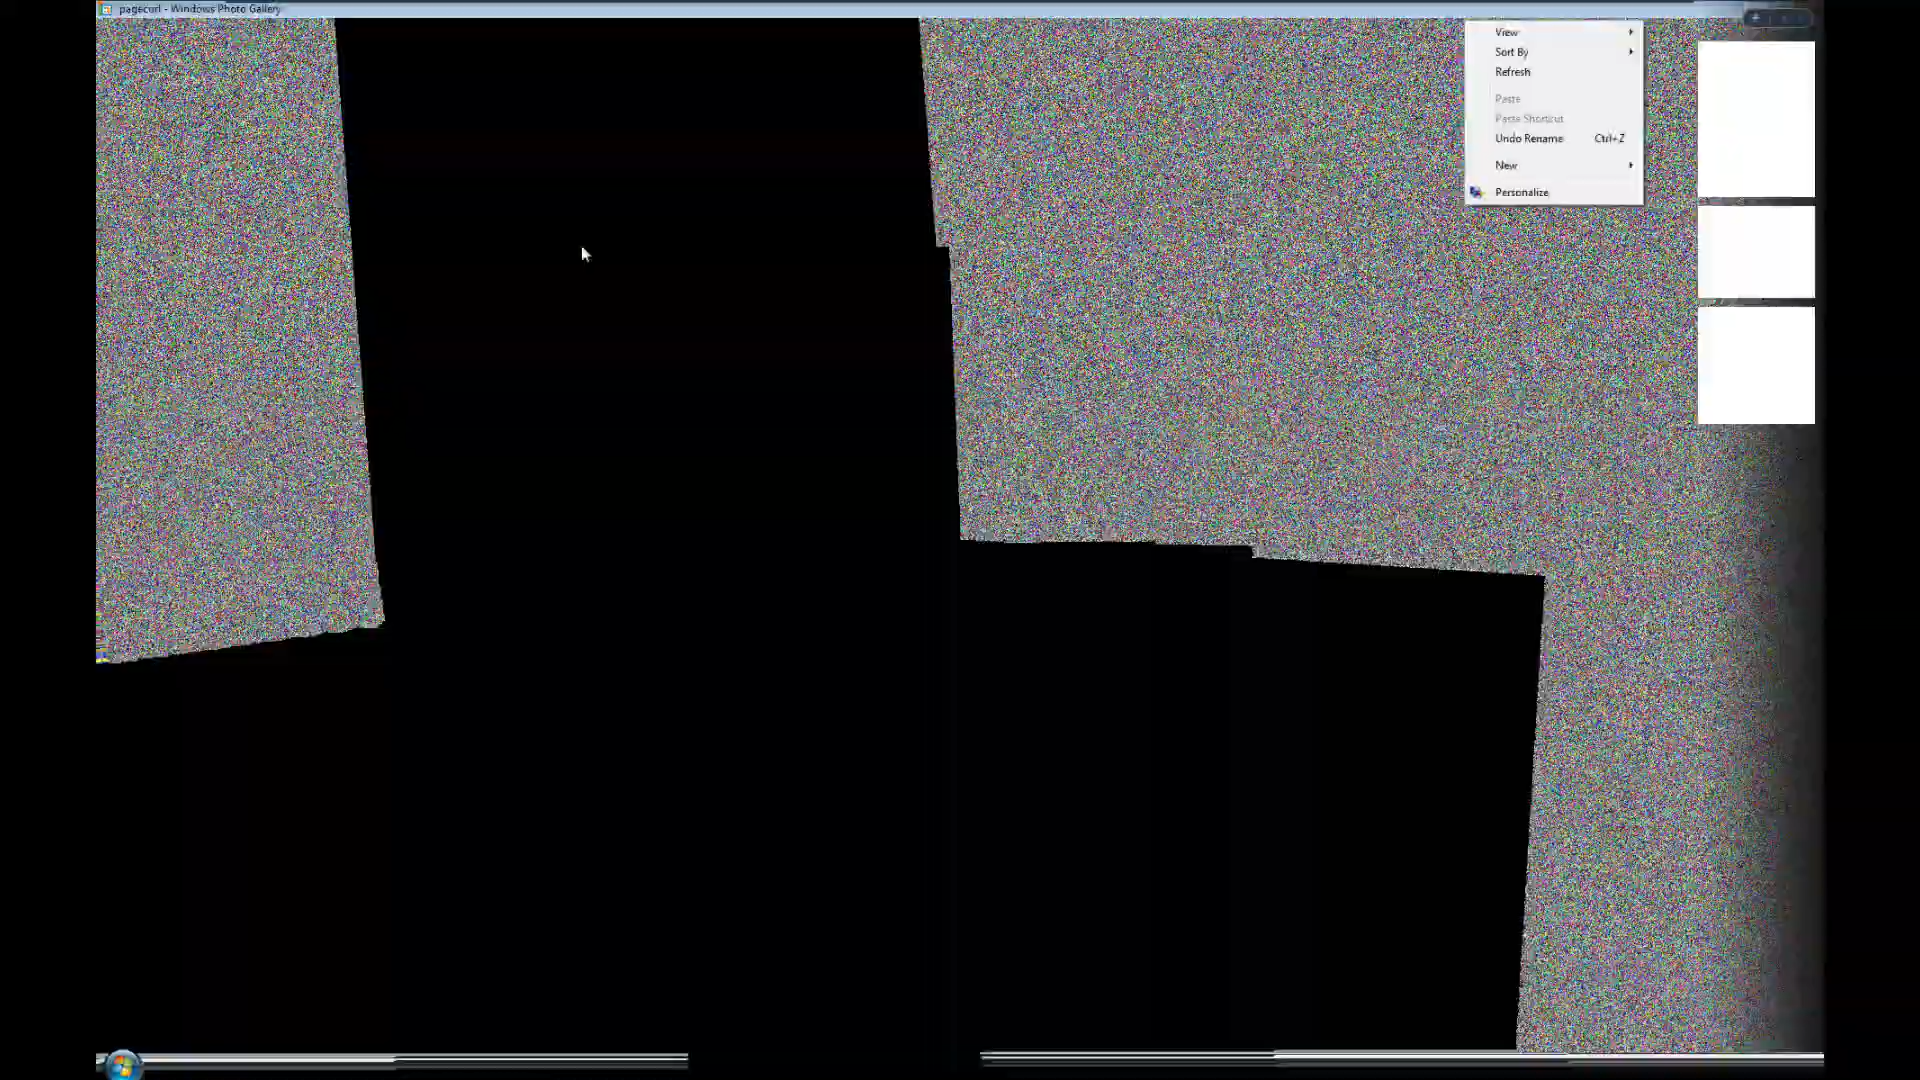 pagecurl - Windows Photo Gallery
View
Sort By
Refresh
Paste
Paste Shortcut
Undo Rename Ctrl+Z
New
Personalize